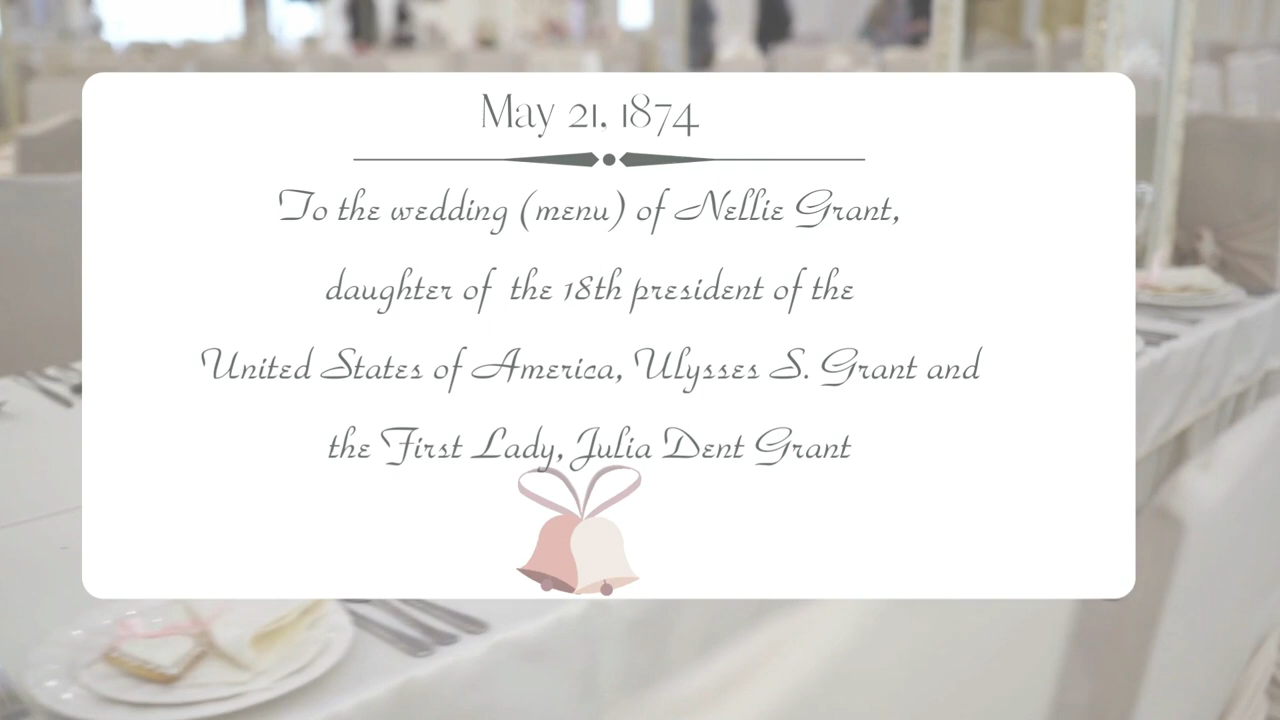 May 21, 1874
To the wedding (menu) of Nellie Grant,
daughter of the 18th president of the
United States of America, Ulysses S. Grant and
the First Lady, Julia Dent Grant